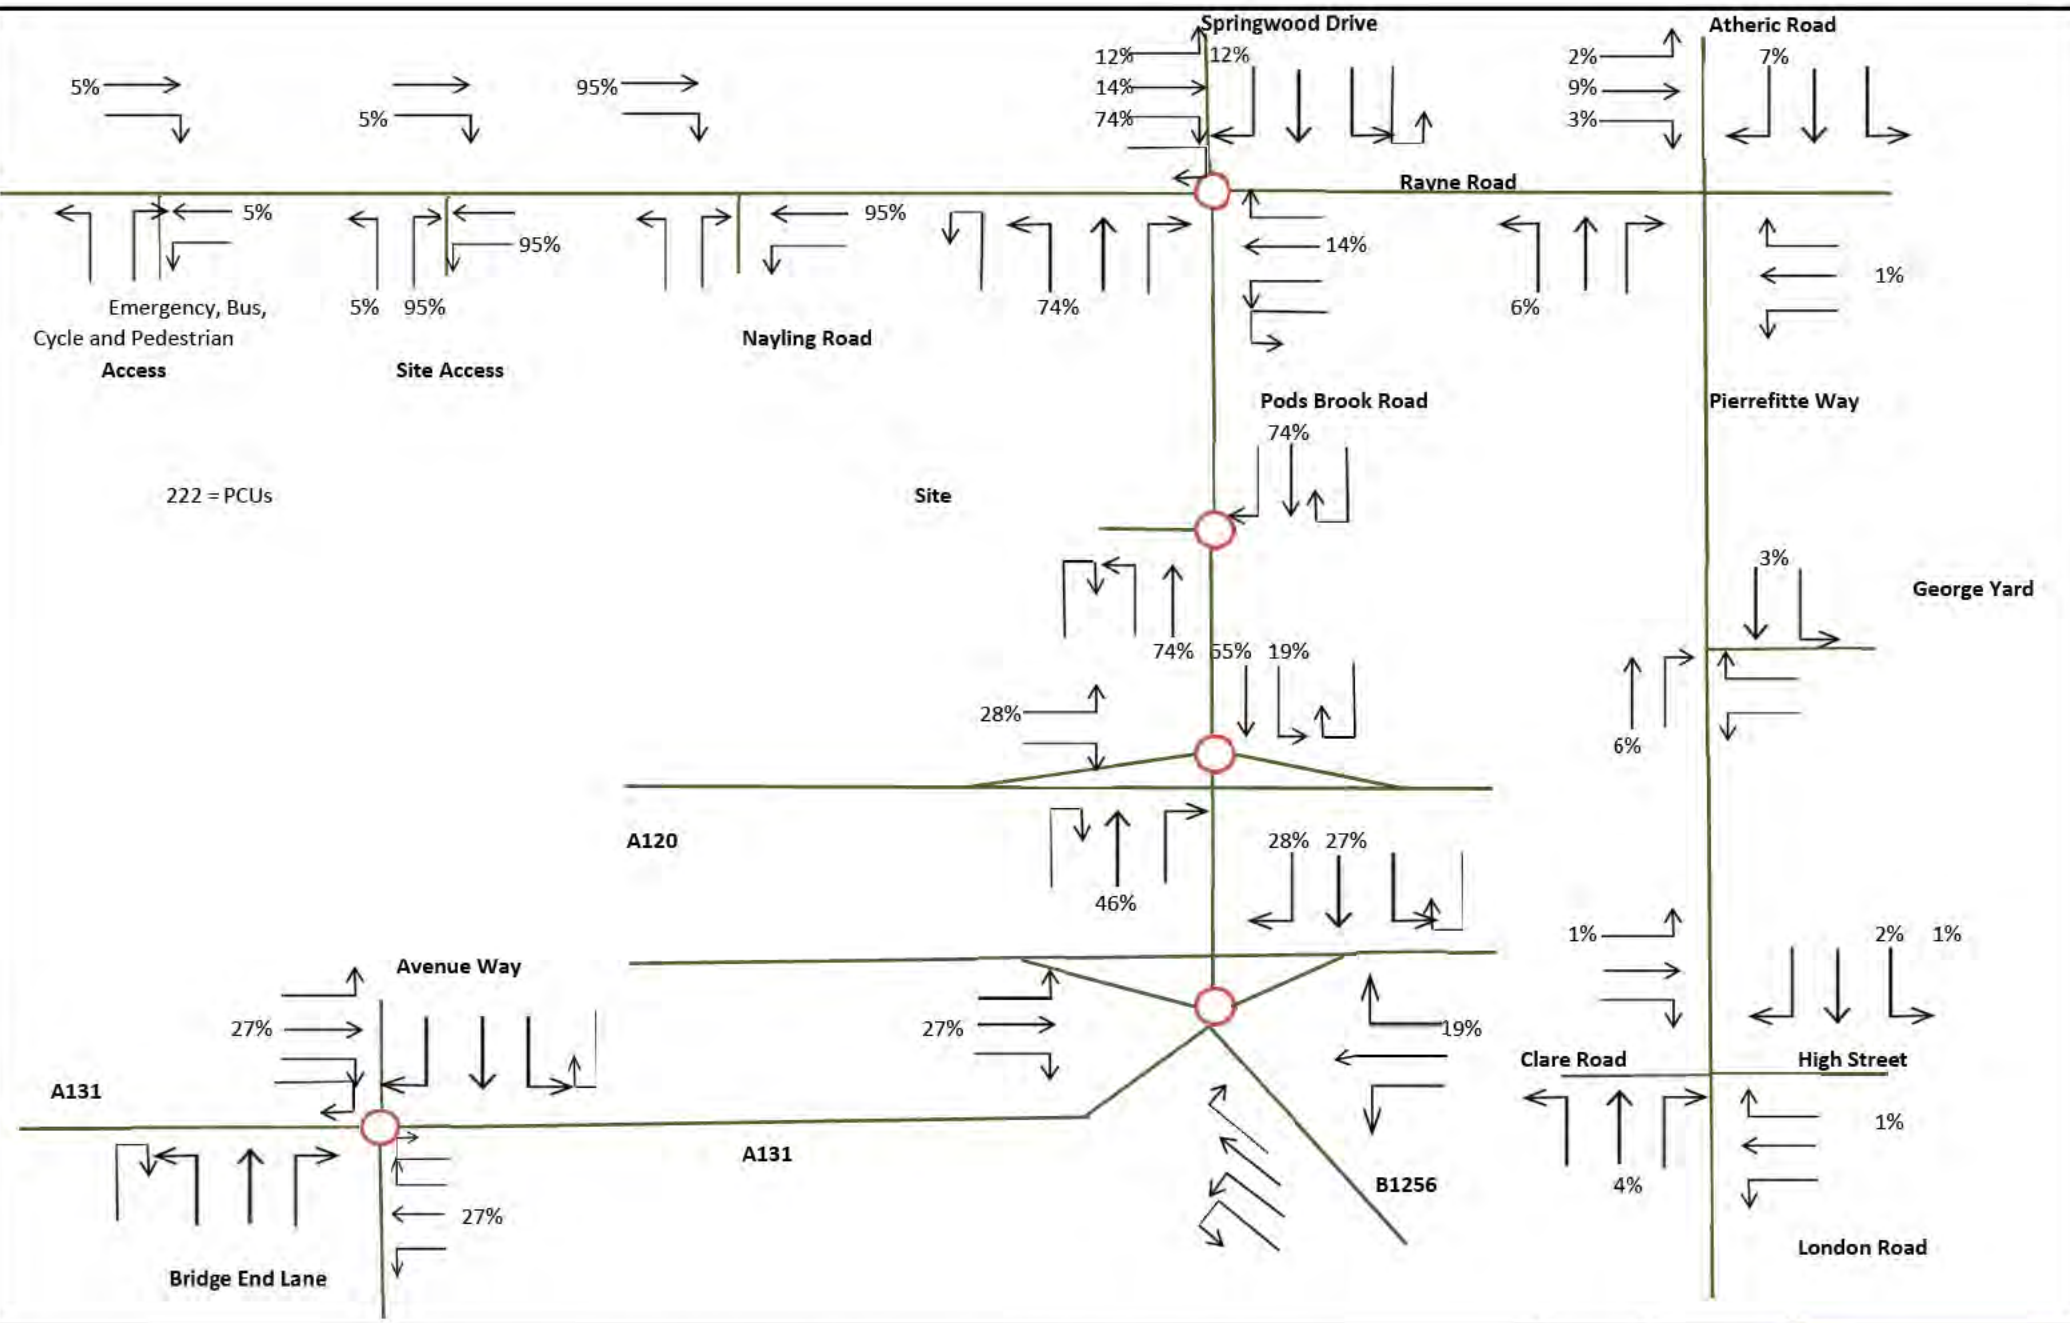 Springwood Drive
Atheric Road
12%
12%
2%
7%
5%
95%
14%
9%
5%
74%
3%
Rayne Road
5%
95%
14%
95%
1%
Emergency, Bus,
5%
95%
74%
6%
Cycle and Pedestrian
Nayling Road
Access
Site Access
Pods Brook Road
Pierrefitte Way
74%
222 = PCUs
Site
3%
George Yard
74%
55%
19%
28%
6%
A120
28%
27%
46%
1%
2%
1%
Avenue Way
27%
27%
19%
Clare Road
High Street
A131
1%
A131
B1256
4%
27%
London Road
Bridge End Lane